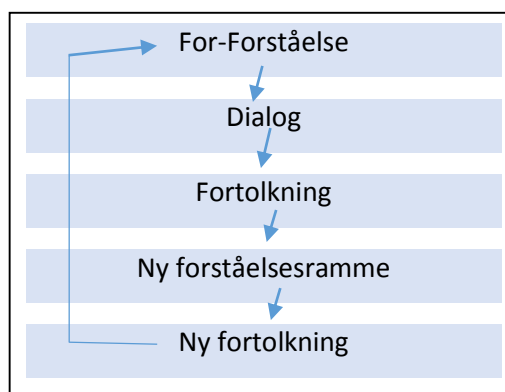 For-Forståelse
Dialog
Fortolkning
Ny forståelsesramme
Ny fortolkning